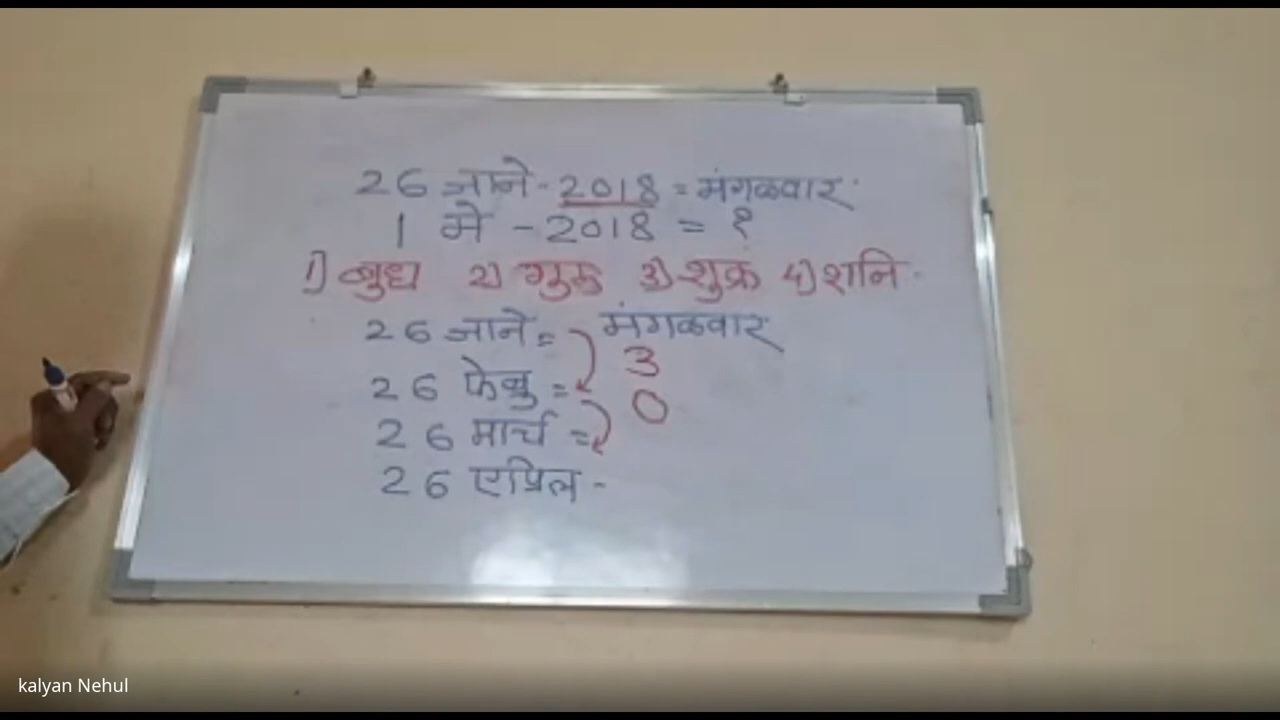 26 जाने - 2018 = मंगळवार.
1 मे - 2018 = ?
1) बुध 2) गुरु 3) शुक्र 4) शनि.
26 जाने = मंगळवार
3
26 फेब्रु =
0
26 मार्च =
26 एप्रिल -
kalyan Nehul